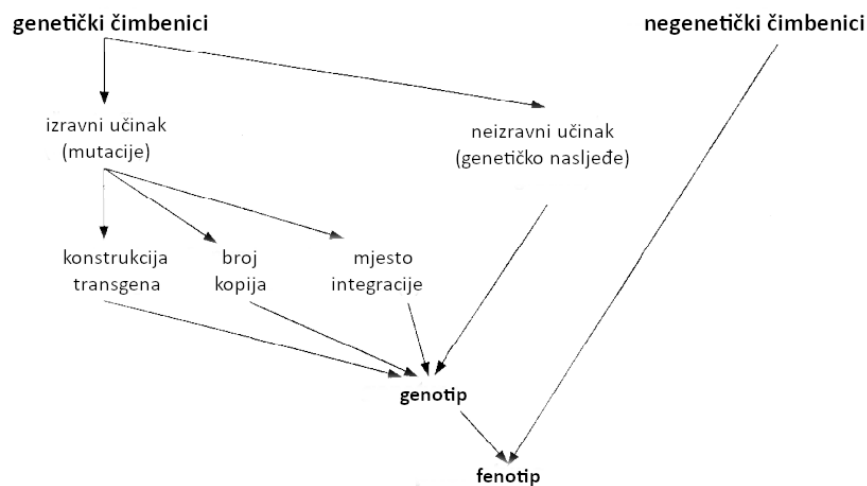 genetički čimbenici
negenetički čimbenici
izravni učinak
(mutacije)
neizravni učinak
(genetičko nasljeđe)
konstrukcija
transgena
broj
kopija
mjesto
integracije
genotip
fenotip